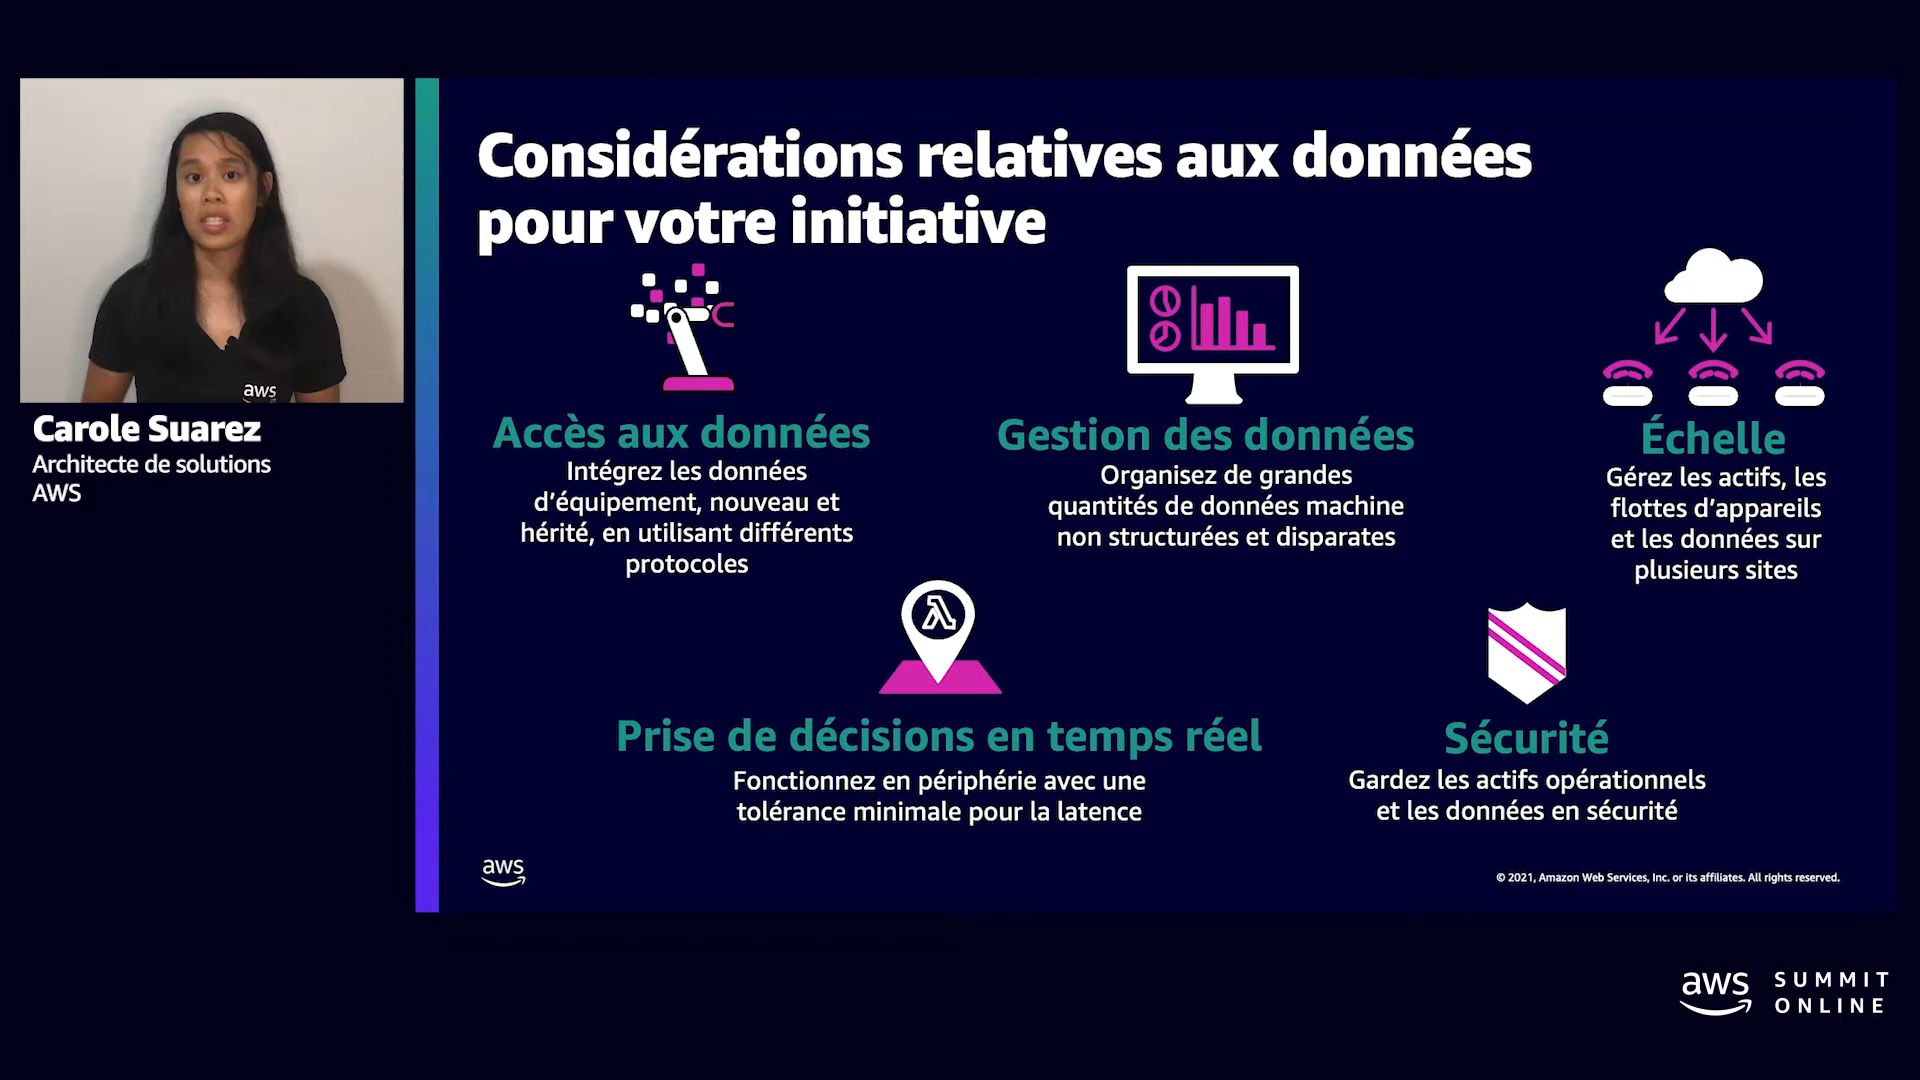 aws
Carole Suarez
Architecte de solutions
AWS
Considérations relatives aux données
pour votre initiative
Accès aux données
Intégrez les données
d’équipement, nouveau et
hérité, en utilisant différents
protocoles
Gestion des données
Organisez de grandes
quantités de données machine
non structurées et disparates
Échelle
Gérez les actifs, les
flottes d’appareils
et les données sur
plusieurs sites
Prise de décisions en temps réel
Fonctionnez en périphérie avec une
tolérance minimale pour la latence
Sécurité
Gardez les actifs opérationnels
et les données en sécurité
aws
© 2021, Amazon Web Services, Inc. or its affiliates. All rights reserved.
aws SUMMIT
ONLINE